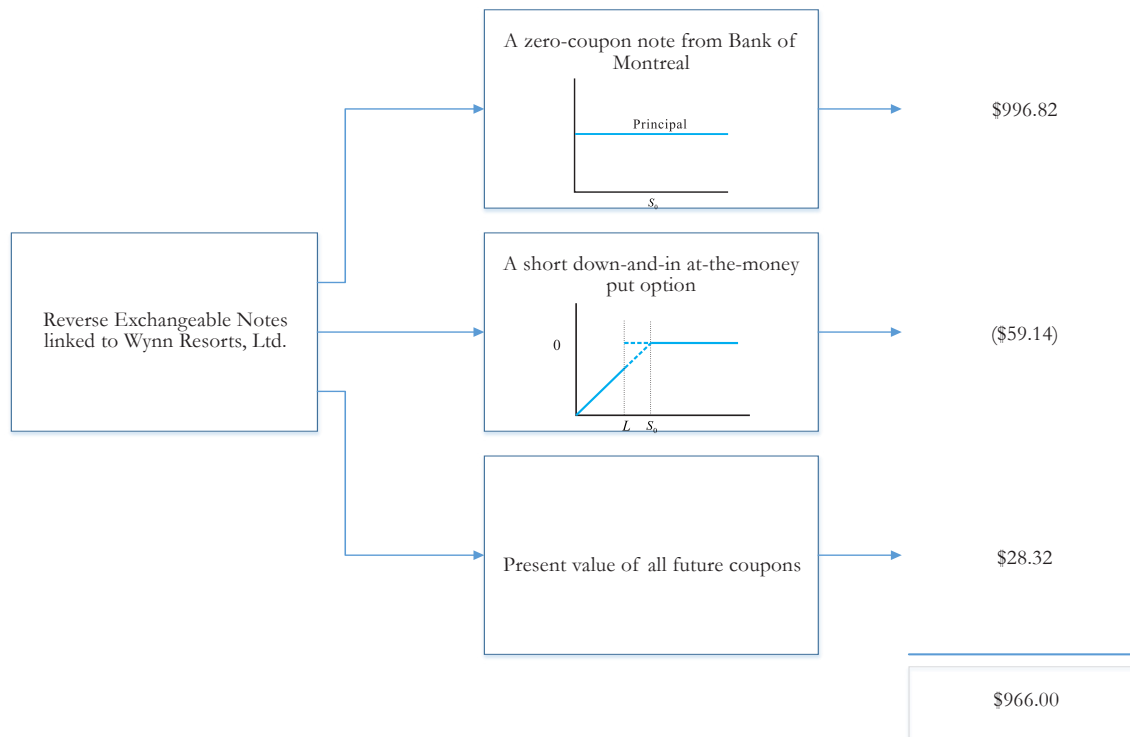 A zero-coupon note from Bank of
Montreal
Principal
S₀
$996.82
Reverse Exchangeable Notes
linked to Wynn Resorts, Ltd.
A short down-and-in at-the-money
put option
0
L S₀
($59.14)
Present value of all future coupons
$28.32
$966.00